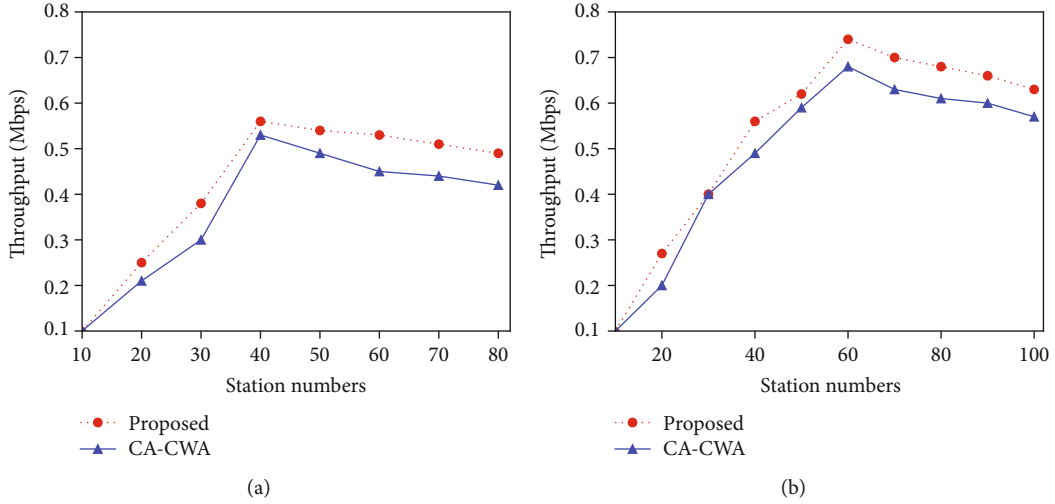 0.8
0.7
0.6
0.5
0.4
0.3
0.2
0.1
Throughput (Mbps)
10 20 30 40 50 60 70 80
Station numbers
Proposed
CA-CWA
(a)
0.8
0.7
0.6
0.5
0.4
0.3
0.2
0.1
Throughput (Mbps)
20 40 60 80 100
Station numbers
Proposed
CA-CWA
(b)